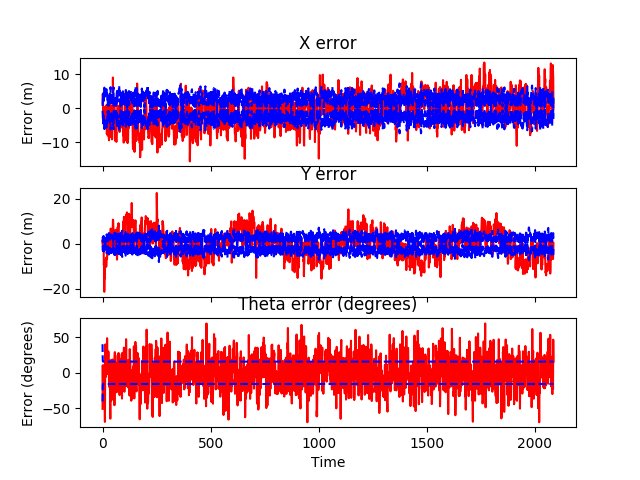 X error
10
0
−10
Error (m)
Y error
20
0
−20
Error (m)
Theta error (degrees)
50
0
−50
Error (degrees)
0 500 1000 1500 2000
Time